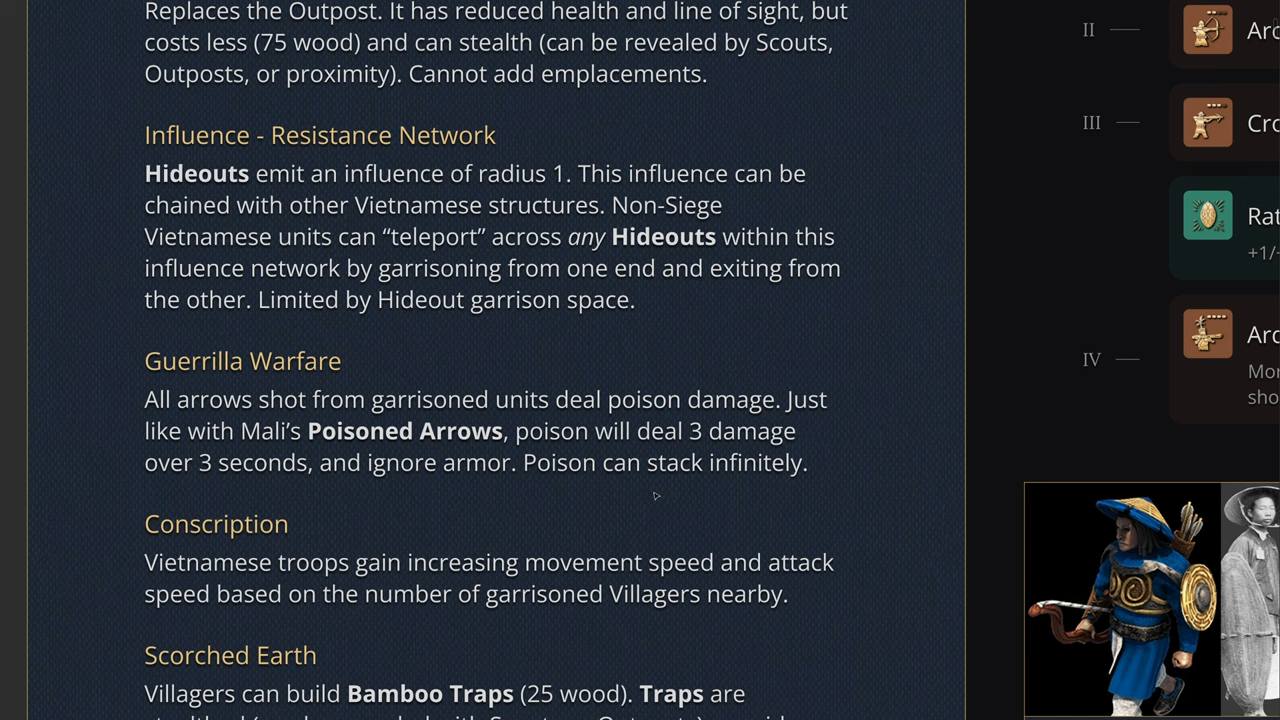 Replaces the Outpost. It has reduced health and line of sight, but
costs less (75 wood) and can stealth (can be revealed by Scouts,
Outposts, or proximity). Cannot add emplacements.
Influence - Resistance Network
Hideouts emit an influence of radius 1. This influence can be
chained with other Vietnamese structures. Non-Siege
Vietnamese units can “teleport” across any Hideouts within this
influence network by garrisoning from one end and exiting from
the other. Limited by Hideout garrison space.
Guerrilla Warfare
All arrows shot from garrisoned units deal poison damage. Just
like with Mali’s Poisoned Arrows, poison will deal 3 damage
over 3 seconds, and ignore armor. Poison can stack infinitely.
Conscription
Vietnamese troops gain increasing movement speed and attack
speed based on the number of garrisoned Villagers nearby.
Scorched Earth
Villagers can build Bamboo Traps (25 wood). Traps are
II
Arc
III
Cro
Rat
+1/
IV
Arc
Mor
sho